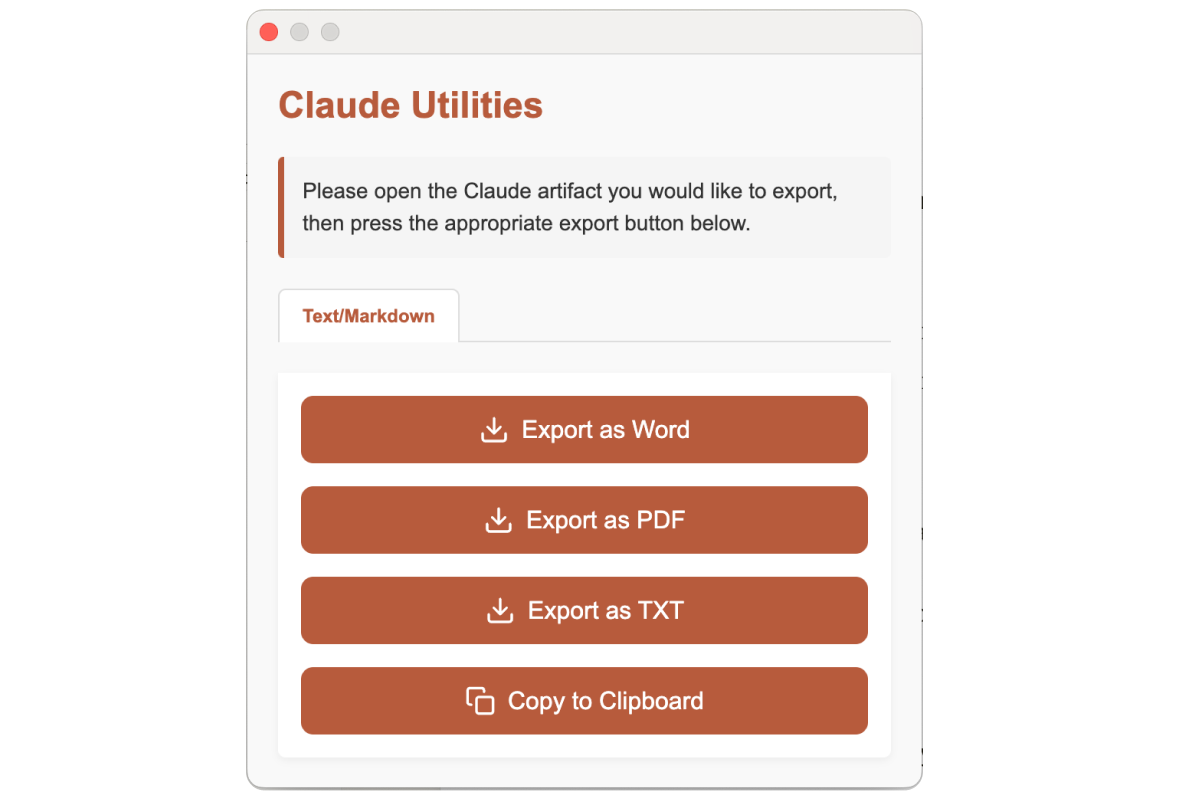 Claude Utilities
Please open the Claude artifact you would like to export,
then press the appropriate export button below.
Text/Markdown
Export as Word
Export as PDF
Export as TXT
Copy to Clipboard